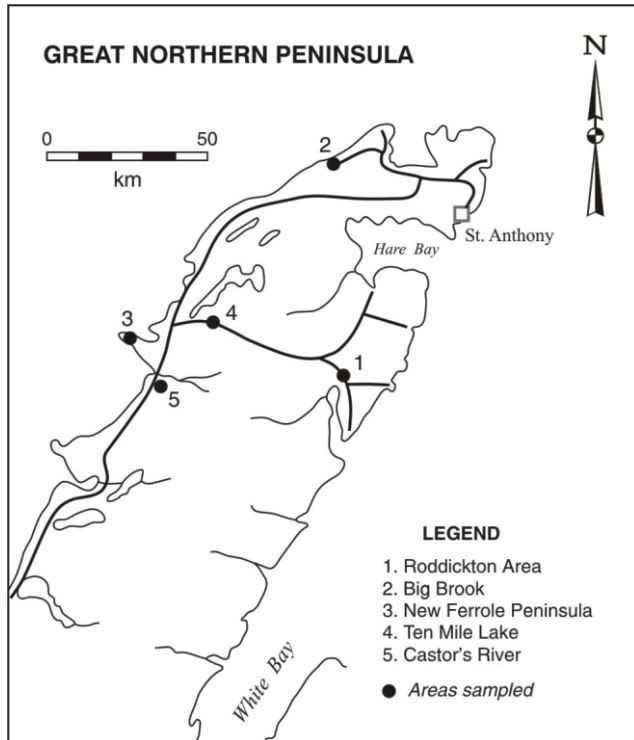 GREAT NORTHERN PENINSULA
N
0 50
km
2
St. Anthony
Hare Bay
3
4
1
5
LEGEND
1. Roddickton Area
2. Big Brook
3. New Ferrole Peninsula
4. Ten Mile Lake
5. Castor's River
Areas sampled
White Bay